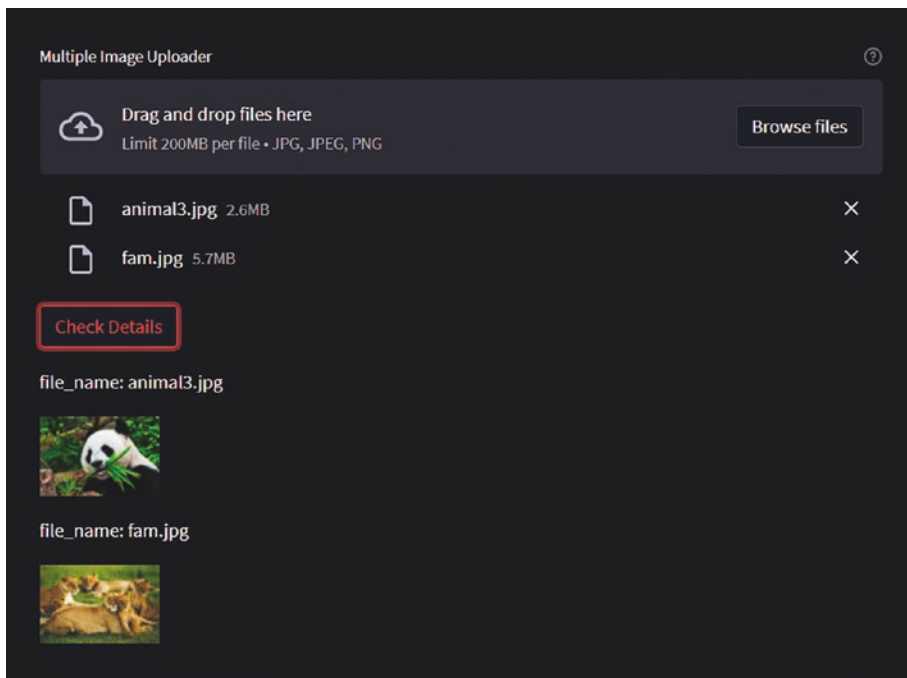 Multiple Image Uploader
Drag and drop files here
Limit 200MB per file • JPG, JPEG, PNG
Browse files
animal3.jpg 2.6MB
fam.jpg 5.7MB
Check Details
file_name: animal3.jpg
file_name: fam.jpg